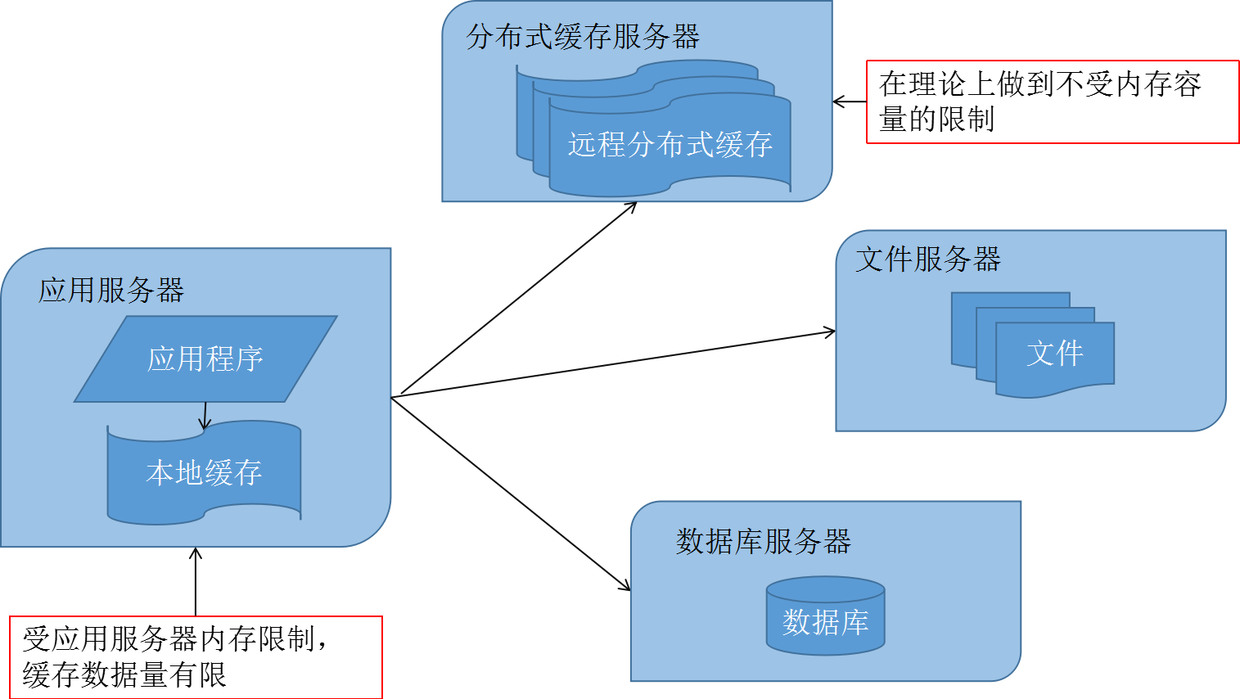 分布式缓存服务器
远程分布式缓存
在理论上做到不受内存容
量的限制
文件服务器
文件
应用服务器
应用程序
本地缓存
数据库服务器
数据库
受应用服务器内存限制，
缓存数据量有限